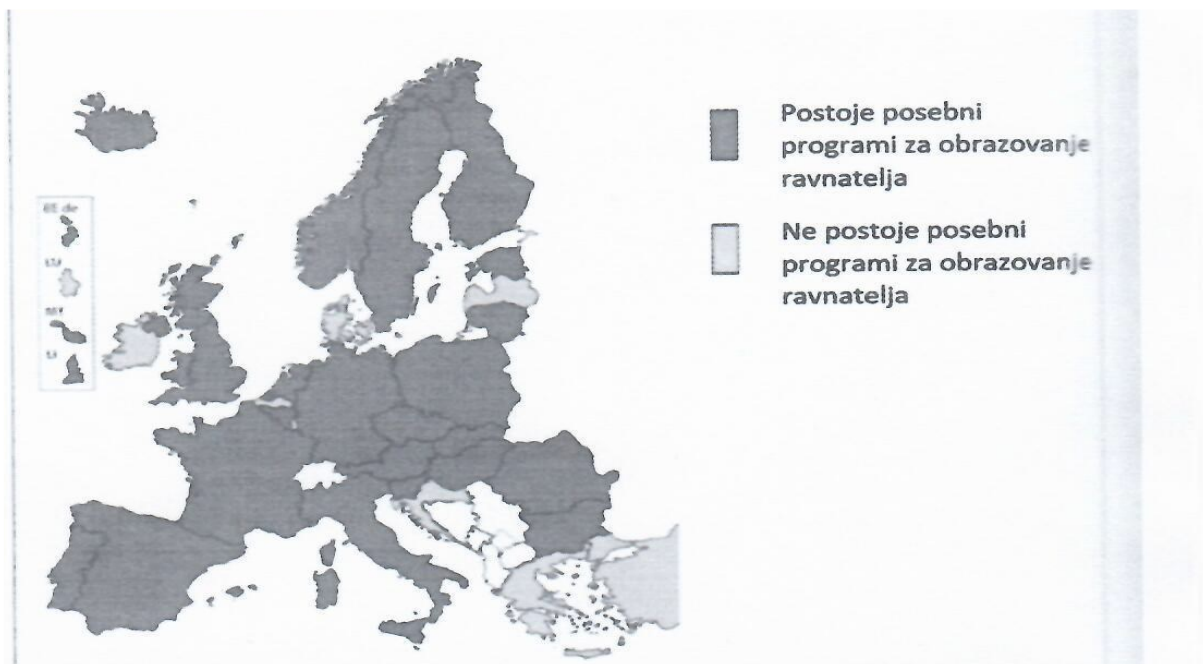 Postoje posebni
programi za obrazovanje
ravnatelja
Ne postoje posebni
programi za obrazovanje
ravnatelja